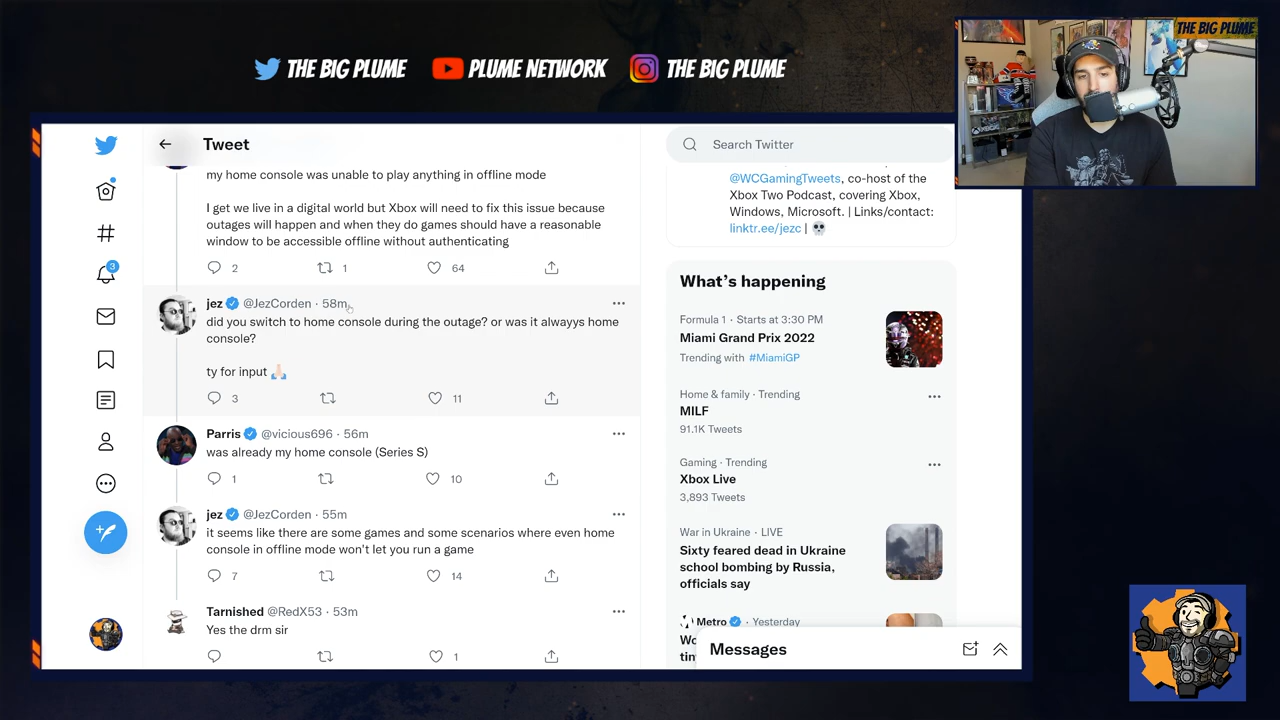 THE BIG PLUME
PLUME NETWORK
THE BIG PLUME
THE BIG PLUME
Tweet
my home console was unable to play anything in offline mode
I get we live in a digital world but Xbox will need to fix this issue because
outages will happen and when they do games should have a reasonable
window to be accessible offline without authenticating
2
1
64
jez @JezCorden · 58m
did you switch to home console during the outage? or was it alwayys home
console?
ty for input 🙏🏻
3
11
Parris @vicious696 · 56m
was already my home console (Series S)
1
10
jez @JezCorden · 55m
it seems like there are some games and some scenarios where even home
console in offline mode won't let you run a game
7
14
Tarnished @RedX53 · 53m
Yes the drm sir
1
3
Search Twitter
@WCGamingTweets, co-host of the
Xbox Two Podcast, covering Xbox,
Windows, Microsoft. | Links/contact:
linktr.ee/jezc | 💀
What's happening
Formula 1 · Starts at 3:30 PM
Miami Grand Prix 2022
Trending with #MiamiGP
Home & family · Trending
MILF
91.1K Tweets
Gaming · Trending
Xbox Live
3,893 Tweets
War in Ukraine · LIVE
Sixty feared dead in Ukraine
school bombing by Russia,
officials say
Metro · Yesterday
Messages